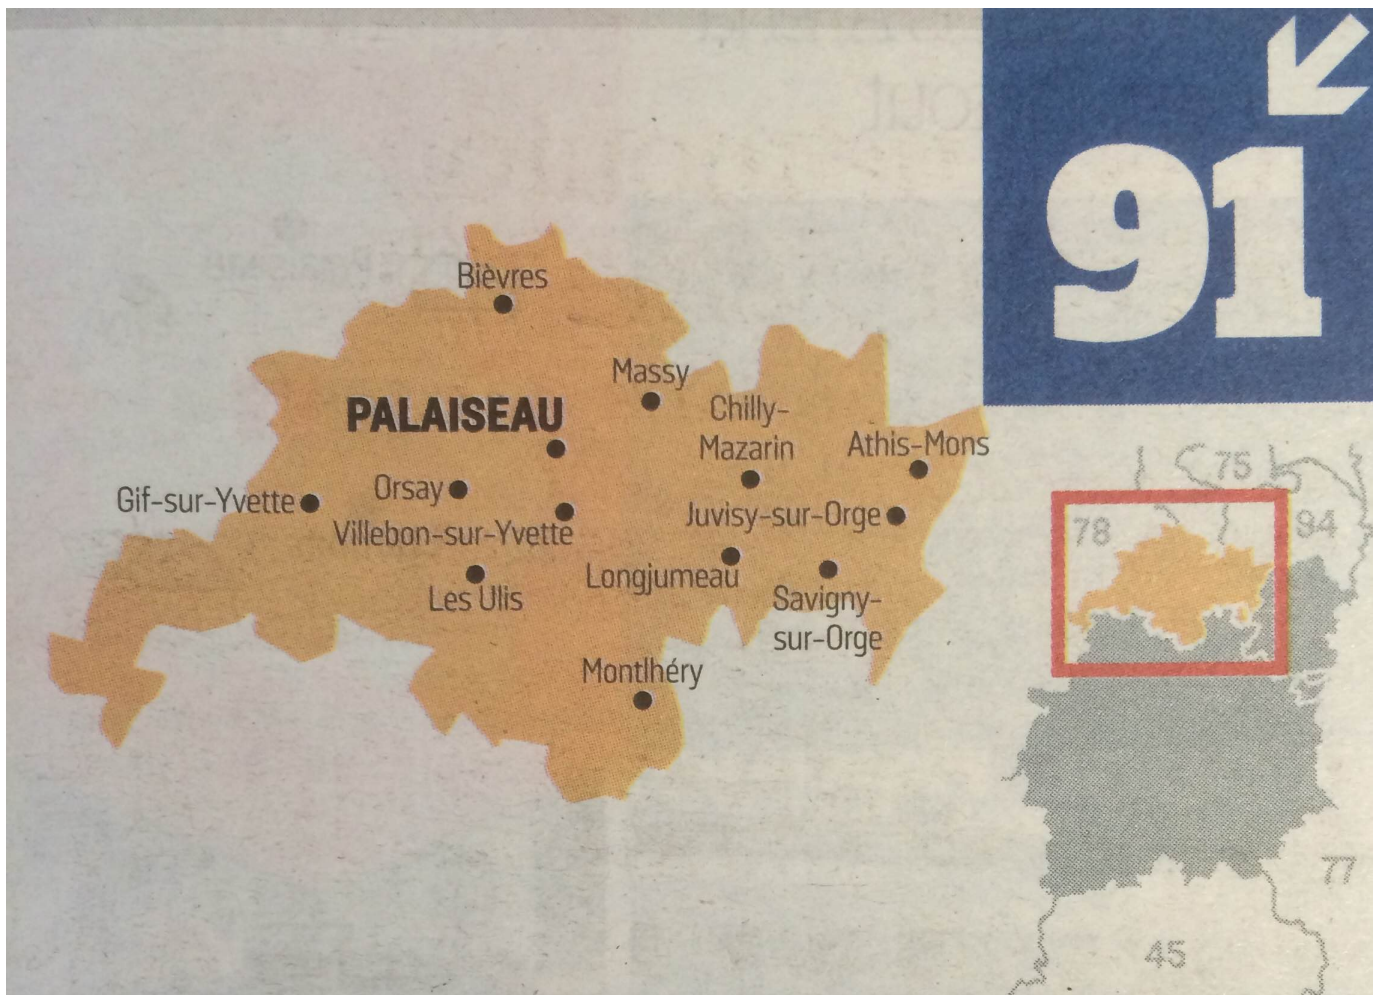 91
Bièvres
Massy
PALAISEAU
Chilly-
Mazarin
Athis-Mons
Gif-sur-Yvette
Orsay
Villebon-sur-Yvette
Juvisy-sur-Orge
Les Ulis
Longjumeau
Savigny-
sur-Orge
Montlhéry
75
78
94
77
45